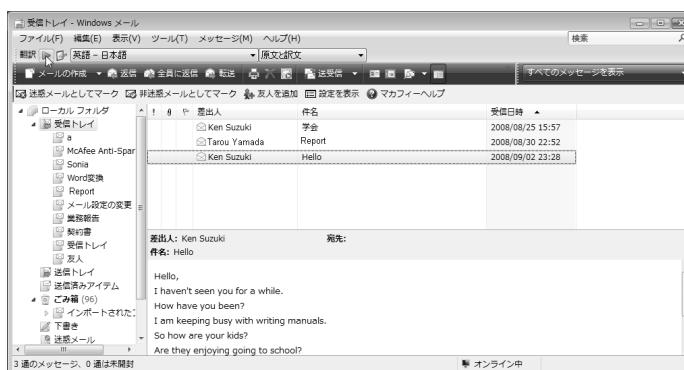 受信トレイ - Windows メール
ファイル(F) 編集(E) 表示(V) ツール(T) メッセージ(M) ヘルプ(H) 検索
翻訳 英語 - 日本語 原文と訳文
メールの作成 返信 全員に返信 転送 送受信 すべてのメッセージを表示
迷惑メールとしてマーク 非迷惑メールとしてマーク 友人を追加 設定を表示 マカフィーヘルプ
ローカル フォルダ
受信トレイ
a
McAfee Anti-Spar
Sonia
Word変換
Report
メール設定の変更
業務報告
契約書
受信トレイ
友人
送信トレイ
送信済みアイテム
ごみ箱 (96)
インポートされた
下書き
迷惑メール
! 差出人 件名 受信日時
Ken Suzuki 学会 2008/08/25 15:57
Tarou Yamada Report 2008/08/30 22:52
Ken Suzuki Hello 2008/09/02 23:28
差出人: Ken Suzuki 宛先:
件名: Hello
Hello,
I haven't seen you for a while.
How have you been?
I am keeping busy with writing manuals.
So how are your kids?
Are they enjoying going to school?
3 通のメッセージ、0 通は未開封 オンライン中